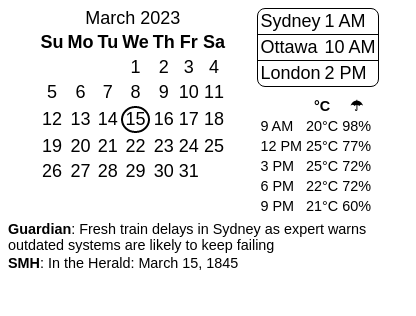 March 2023
Su Mo Tu We Th Fr Sa
1 2 3 4
5 6 7 8 9 10 11
12 13 14 15 16 17 18
19 20 21 22 23 24 25
26 27 28 29 30 31
Sydney 1 AM
Ottawa 10 AM
London 2 PM
°C ☂
9 AM 20°C 98%
12 PM 25°C 77%
3 PM 25°C 72%
6 PM 22°C 72%
9 PM 21°C 60%
Guardian: Fresh train delays in Sydney as expert warns
outdated systems are likely to keep failing
SMH: In the Herald: March 15, 1845